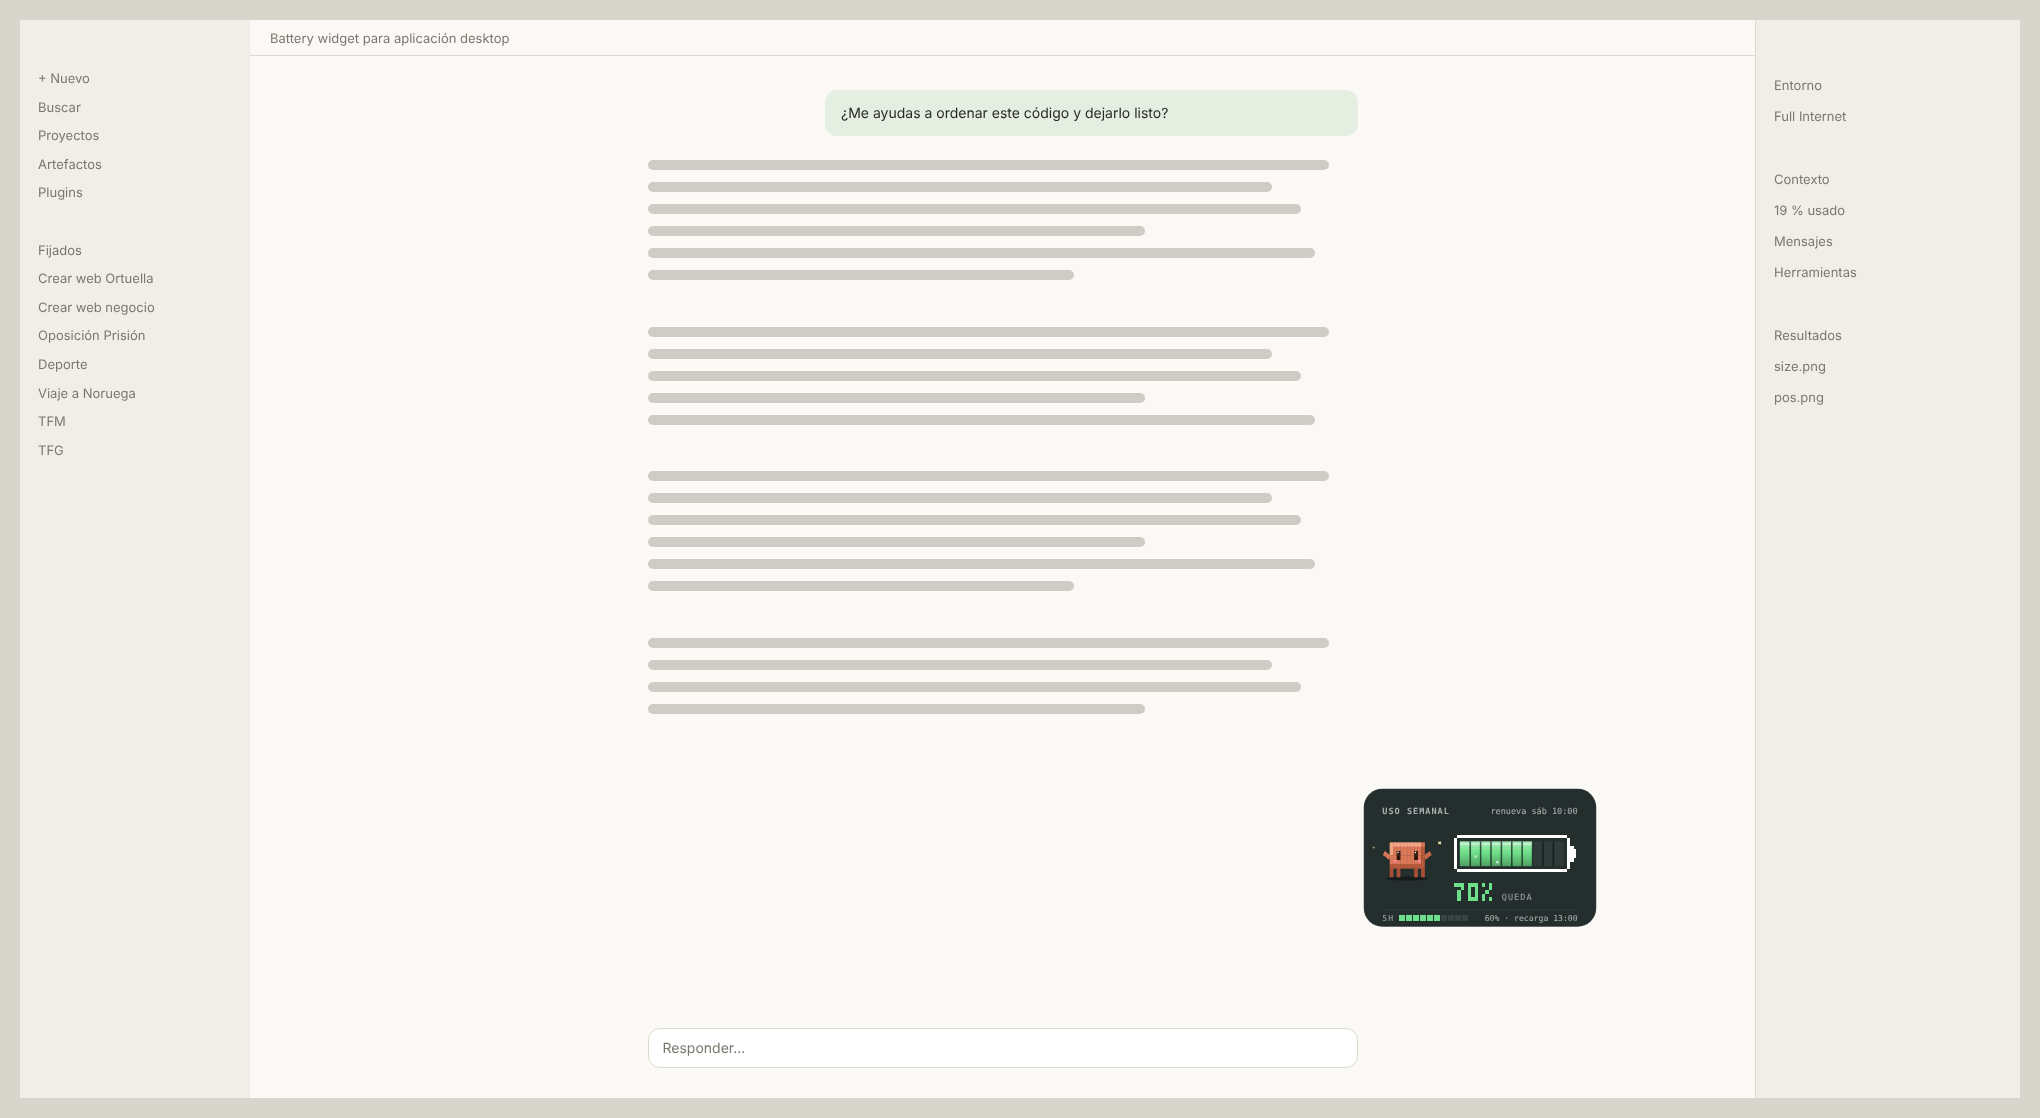 Battery widget para aplicación desktop
+ Nuevo
Buscar
Proyectos
Artefactos
Plugins
Fijados
Crear web Ortuella
Crear web negocio
Oposición Prisión
Deporte
Viaje a Noruega
TFM
TFG
¿Me ayudas a ordenar este código y dejarlo listo?
USO SEMANAL
renueva sáb 10:00
70%
QUEDA
5H
60% · recarga 13:00
Responder...
Entorno
Full Internet
Contexto
19 % usado
Mensajes
Herramientas
Resultados
size.png
pos.png